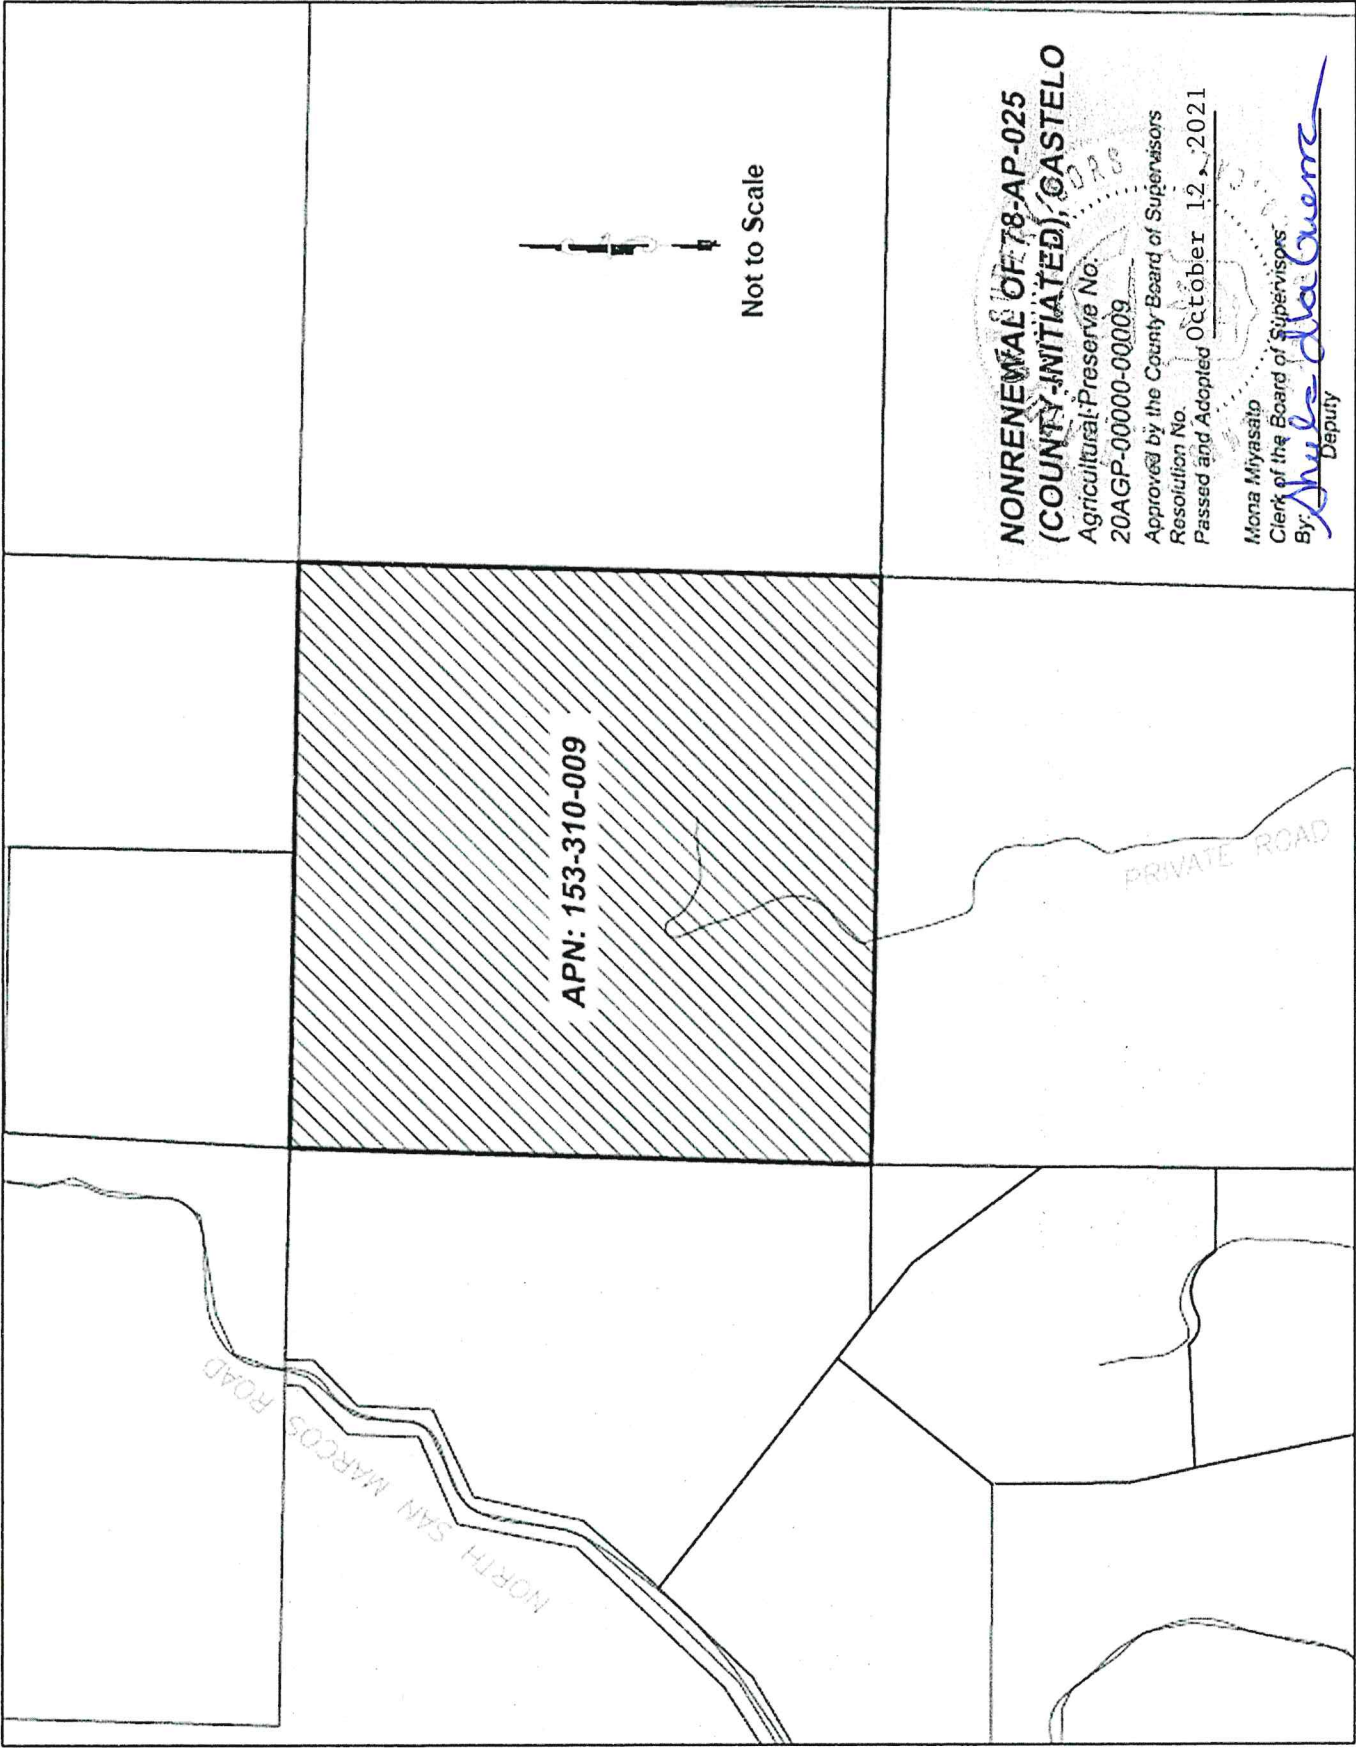 NORTH SAN MARCOS ROAD
APN: 153-310-009
PRIVATE ROAD
Not to Scale
NONRENEWAL OF 78-AP-025
(COUNTY-INITIATED), CASTELO
Agricultural Preserve No.
20AGP-00000-00009
Approved by the County Board of Supervisors
Resolution No.
Passed and Adopted October 12, 2021
Mona Miyasato
Clerk of the Board of Supervisors
By:
Deputy